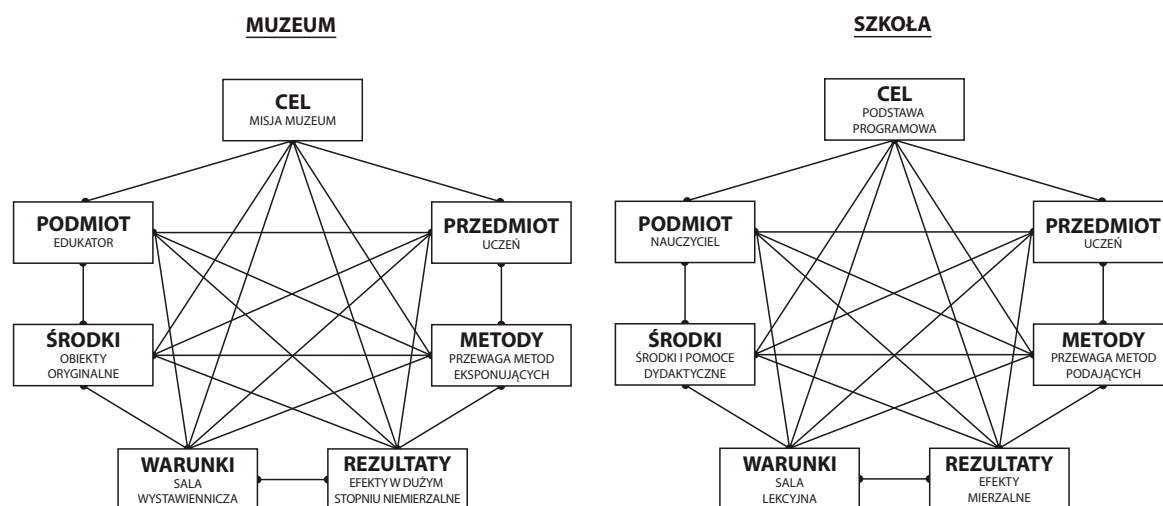 MUZEUM
CEL
MISJA MUZEUM
PODMIOT
EDUKATOR
PRZEDMIOT
UCZEŃ
ŚRODKI
OBIEKTY
ORYGINALNE
METODY
PRZEWAGA METOD
EKSPONUJĄCYCH
WARUNKI
SALA
WYSTAWIENNICZA
REZULTATY
EFEKTY W DUŻYM
STOPNIU NIEMIERZALNE
SZKOŁA
CEL
PODSTAWA
PROGRAMOWA
PODMIOT
NAUCZYCIEL
PRZEDMIOT
UCZEŃ
ŚRODKI
ŚRODKI I POMOCE
DYDAKTYCZNE
METODY
PRZEWAGA METOD
PODAJĄCYCH
WARUNKI
SALA
LEKCYJNA
REZULTATY
EFEKTY
MIERZALNE